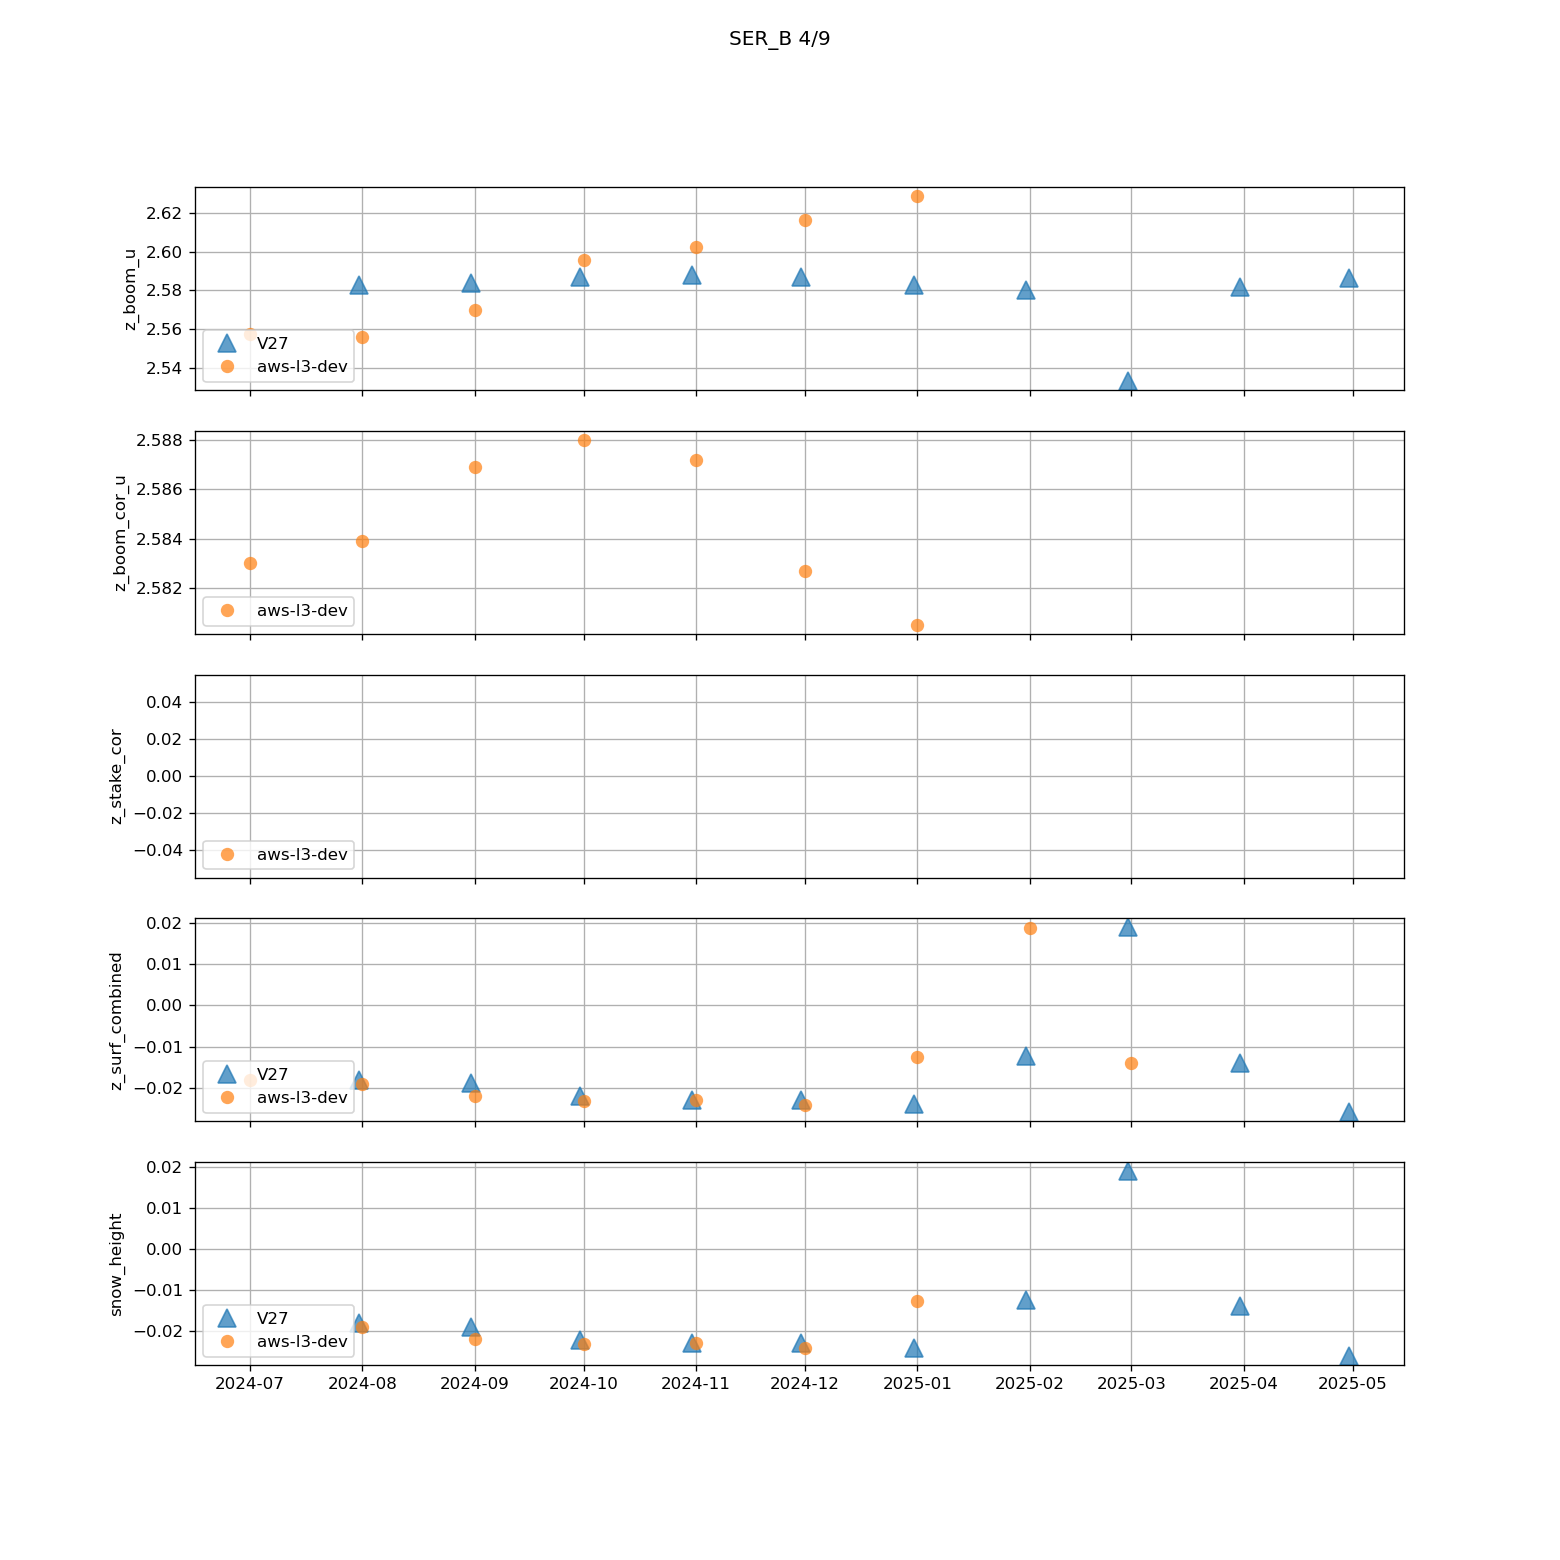 SER_B 4/9
z_boom_u
2.62
2.60
2.58
2.56
2.54
V27
aws-l3-dev
z_boom_cor_u
2.588
2.586
2.584
2.582
aws-l3-dev
z_stake_cor
0.04
0.02
0.00
−0.02
−0.04
aws-l3-dev
z_surf_combined
0.02
0.01
0.00
−0.01
−0.02
V27
aws-l3-dev
snow_height
0.02
0.01
0.00
−0.01
−0.02
V27
aws-l3-dev
2024-07 2024-08 2024-09 2024-10 2024-11 2024-12 2025-01 2025-02 2025-03 2025-04 2025-05